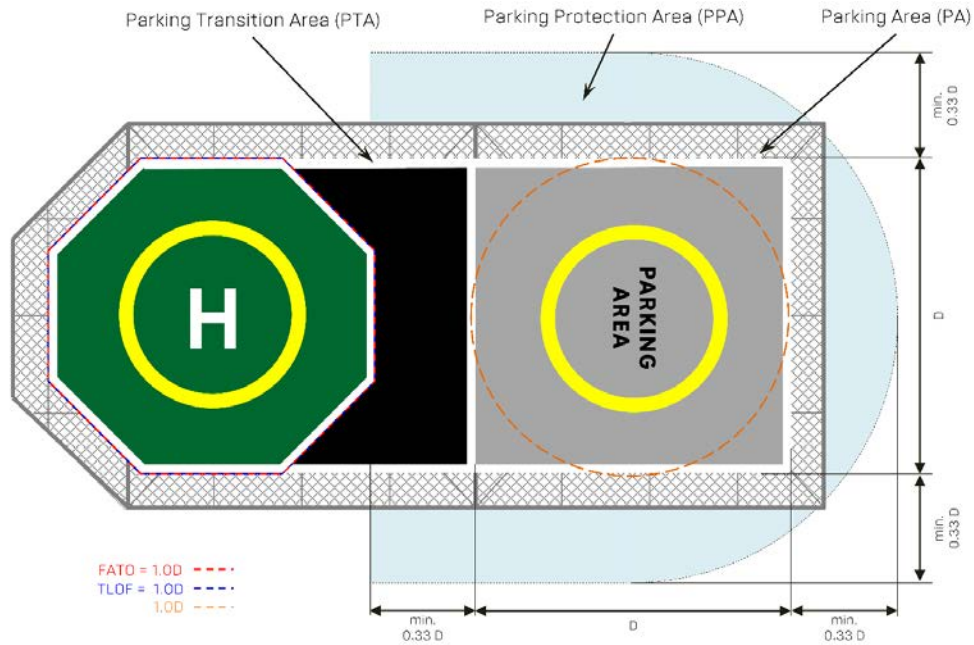 Parking Transition Area (PTA)
Parking Protection Area (PPA)
Parking Area (PA)
min.
0.33 D
H
PARKING
AREA
D
min.
0.33 D
FATO = 1.0D
TLOF = 1.0D
1.0D
min.
0.33 D
D
min.
0.33 D